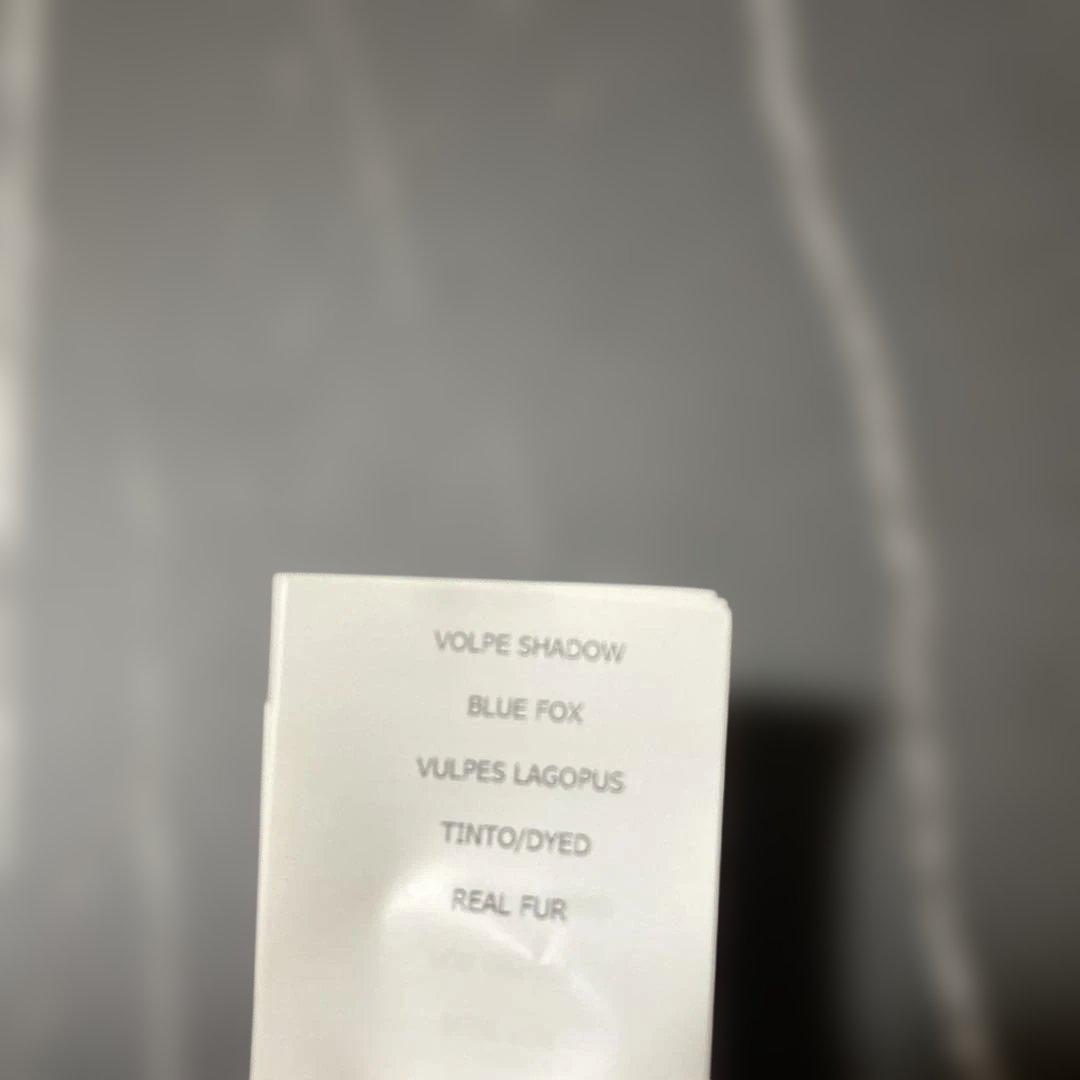 VOLPE SHADOW
BLUE FOX
VULPES LAGOPUS
TINTO/DYED
REAL FUR